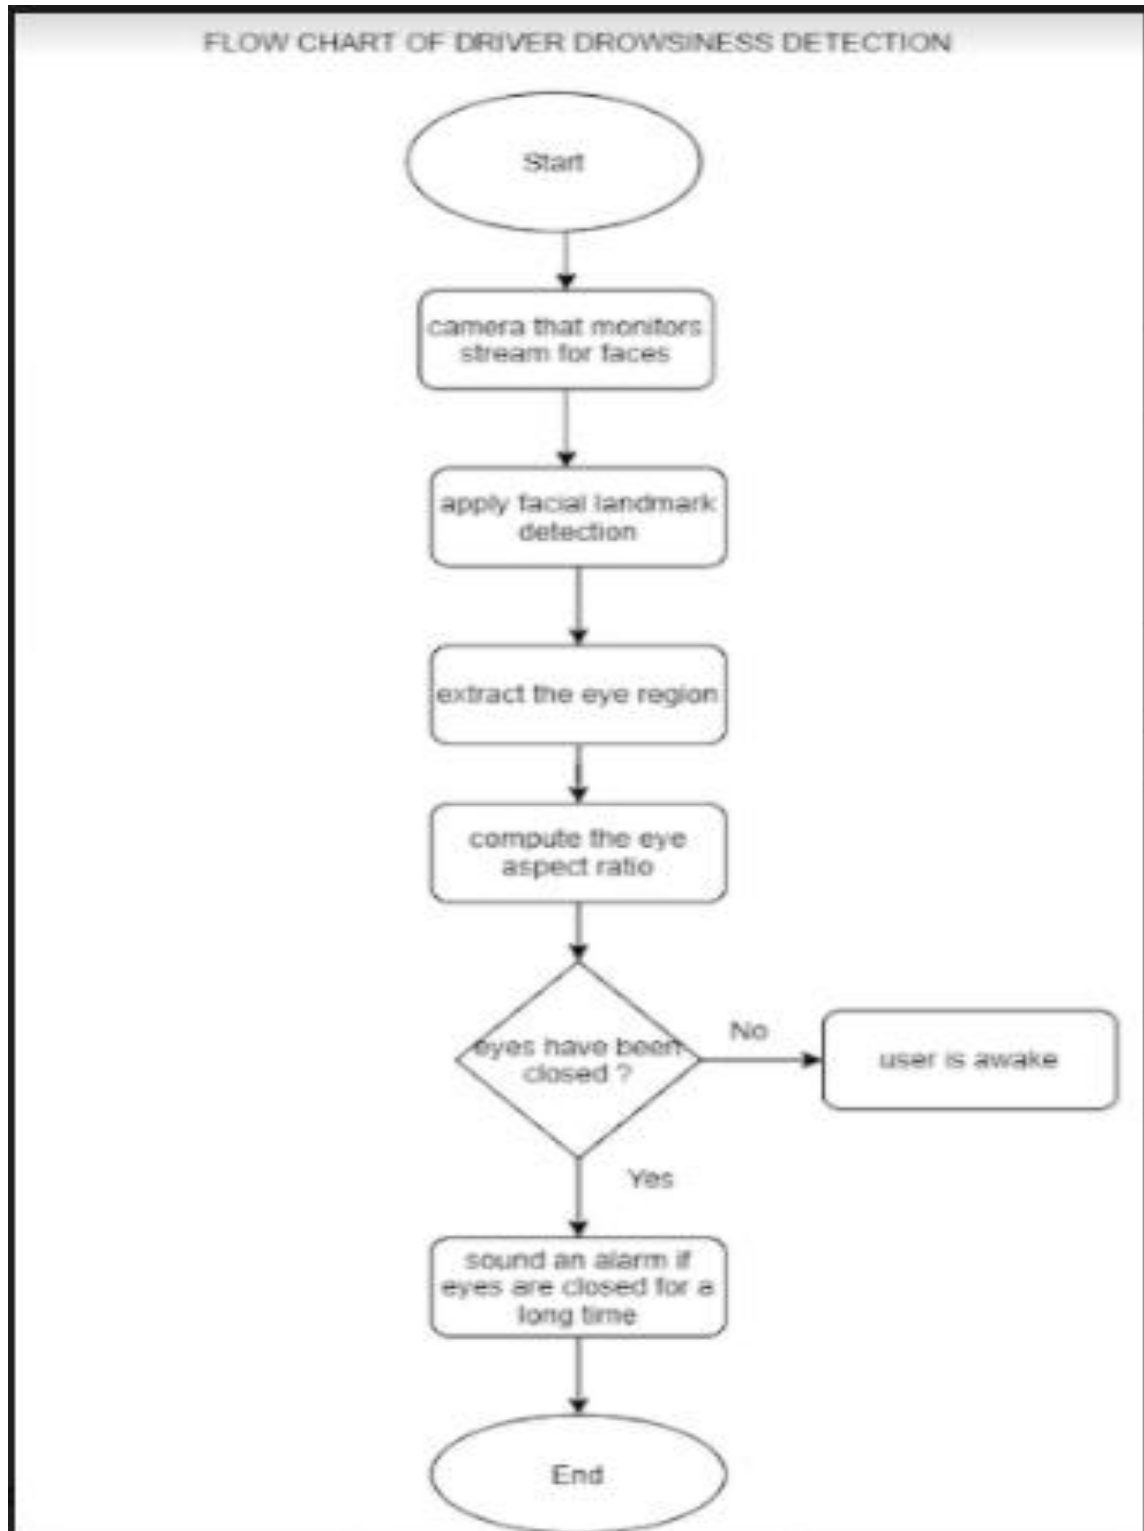 FLOW CHART OF DRIVER DROWSINESS DETECTION
Start
camera that monitors
stream for faces
apply facial landmark
detection
extract the eye region
compute the eye
aspect ratio
eyes have been
closed ?
No
user is awake
Yes
sound an alarm if
eyes are closed for a
long time
End